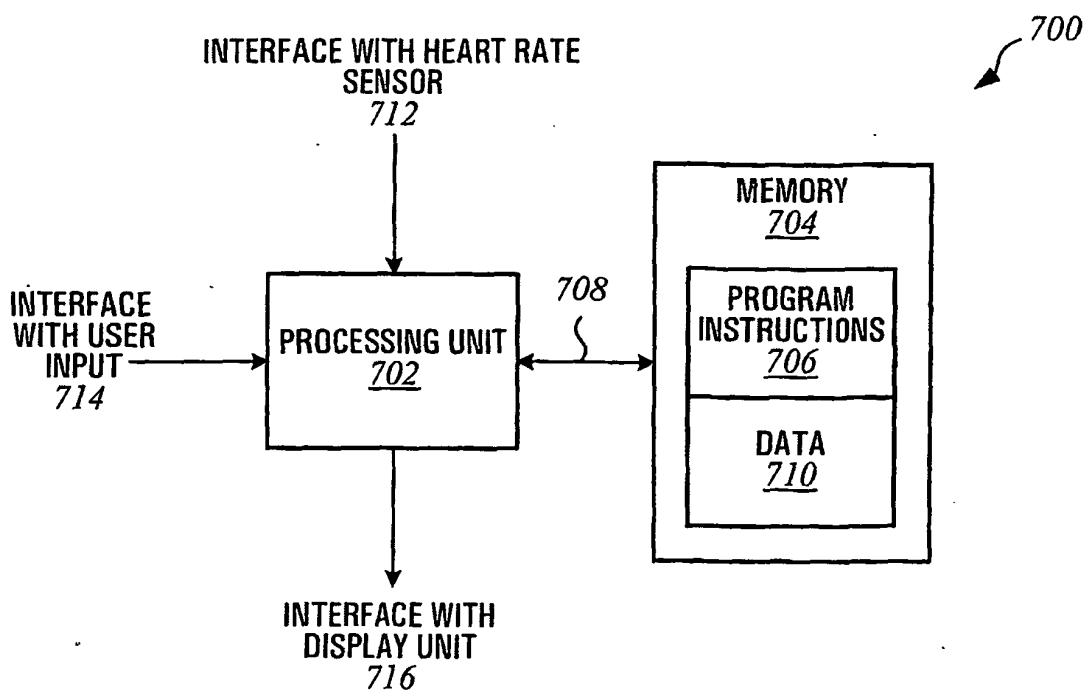 700
INTERFACE WITH HEART RATE
SENSOR
712
MEMORY
704
INTERFACE
WITH USER
INPUT
714
PROCESSING UNIT
702
708
PROGRAM
INSTRUCTIONS
706
DATA
710
INTERFACE WITH
DISPLAY UNIT
716